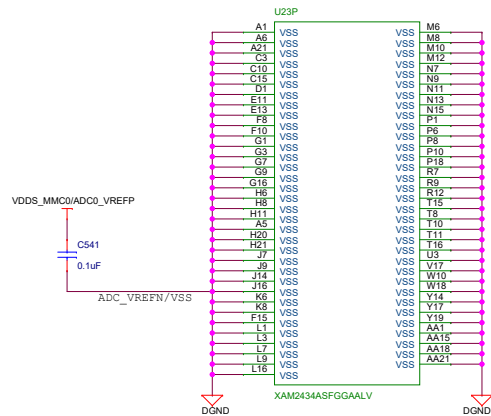 U23P
A1 VSS VSS M6
A6 VSS VSS M8
A21 VSS VSS M10
C3 VSS VSS M12
C10 VSS VSS N7
C15 VSS VSS N9
D1 VSS VSS N11
E11 VSS VSS N13
E13 VSS VSS N15
F8 VSS VSS P1
F10 VSS VSS P6
G1 VSS VSS P8
G3 VSS VSS P10
G7 VSS VSS P18
G9 VSS VSS R7
G16 VSS VSS R9
H6 VSS VSS R12
H8 VSS VSS T15
H11 VSS VSS T8
A5 VSS VSS T10
H20 VSS VSS T11
H21 VSS VSS T16
J7 VSS VSS U3
J9 VSS VSS V17
J14 VSS VSS W10
J16 VSS VSS W18
K6 VSS VSS Y14
K8 VSS VSS Y17
F15 VSS VSS Y19
L1 VSS VSS AA1
L3 VSS VSS AA15
L7 VSS VSS AA18
L9 VSS VSS AA21
L16 VSS
VDDS_MMC0/ADC0_VREFP
C541
0.1uF
ADC_VREFN/VSS
XAM2434ASFGGAALV
DGND
DGND